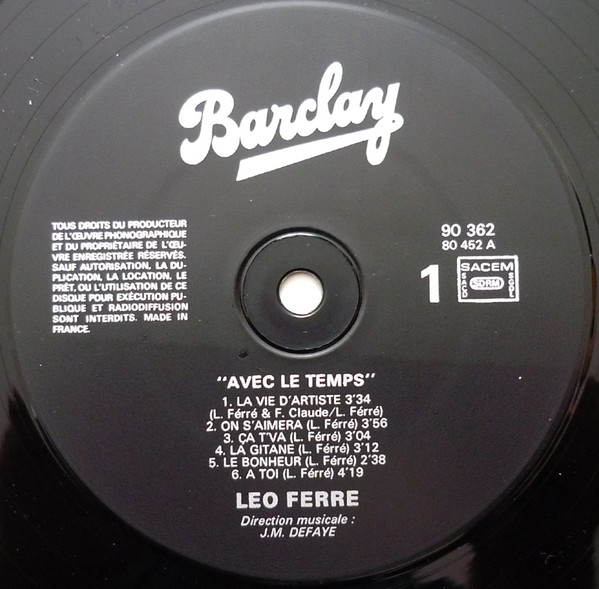 Barclay
TOUS DROITS DU PRODUCTEUR
DE L'ŒUVRE PHONOGRAPHIQUE
ET DU PROPRIÉTAIRE DE L'ŒU-
VRE ENREGISTRÉE RÉSERVÉS.
SAUF AUTORISATION, LA DU-
PLICATION, LA LOCATION, LE
PRÊT, OU L'UTILISATION DE CE
DISQUE POUR EXÉCUTION PU-
BLIQUE ET RADIODIFFUSION
SONT INTERDITS. MADE IN
FRANCE.
90 362
80 452 A
1
SACEM
SACD
SDRM
SGDL
"AVEC LE TEMPS"
1. LA VIE D'ARTISTE 3'34
(L. Férré & F. Claude/L. Férré)
2. ON S'AIMERA (L. Férré) 3'56
3. ÇA T'VA (L. Férré) 3'04
4. LA GITANE (L. Férré) 3'12
5. LE BONHEUR (L. Férré) 2'38
6. A TOI (L. Férré) 4'19
LEO FERRE
Direction musicale :
J.M. DEFAYE